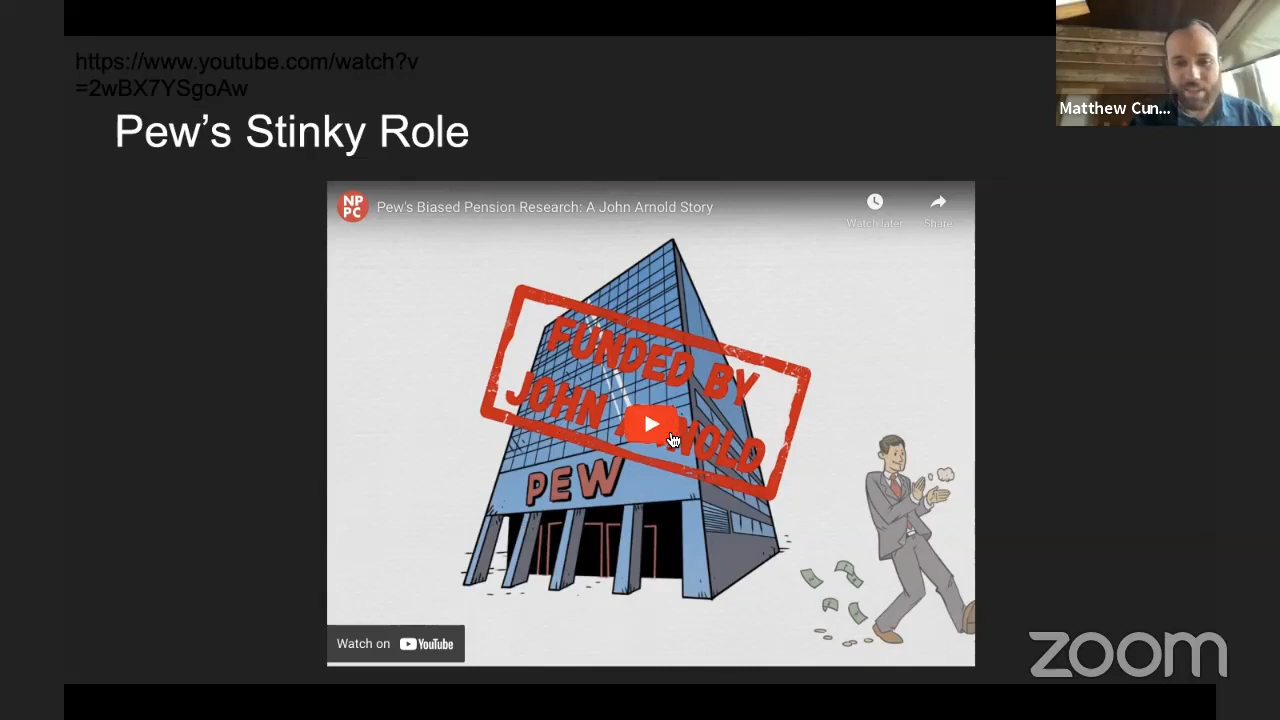 https://www.youtube.com/watch?v
=2wBX7YSgoAw
Pew's Stinky Role
Matthew Cun...
NP
PC
Pew's Biased Pension Research: A John Arnold Story
Watch later
Share
FUNDED BY
JOHN ARNOLD
PEW
Watch on YouTube
zoom